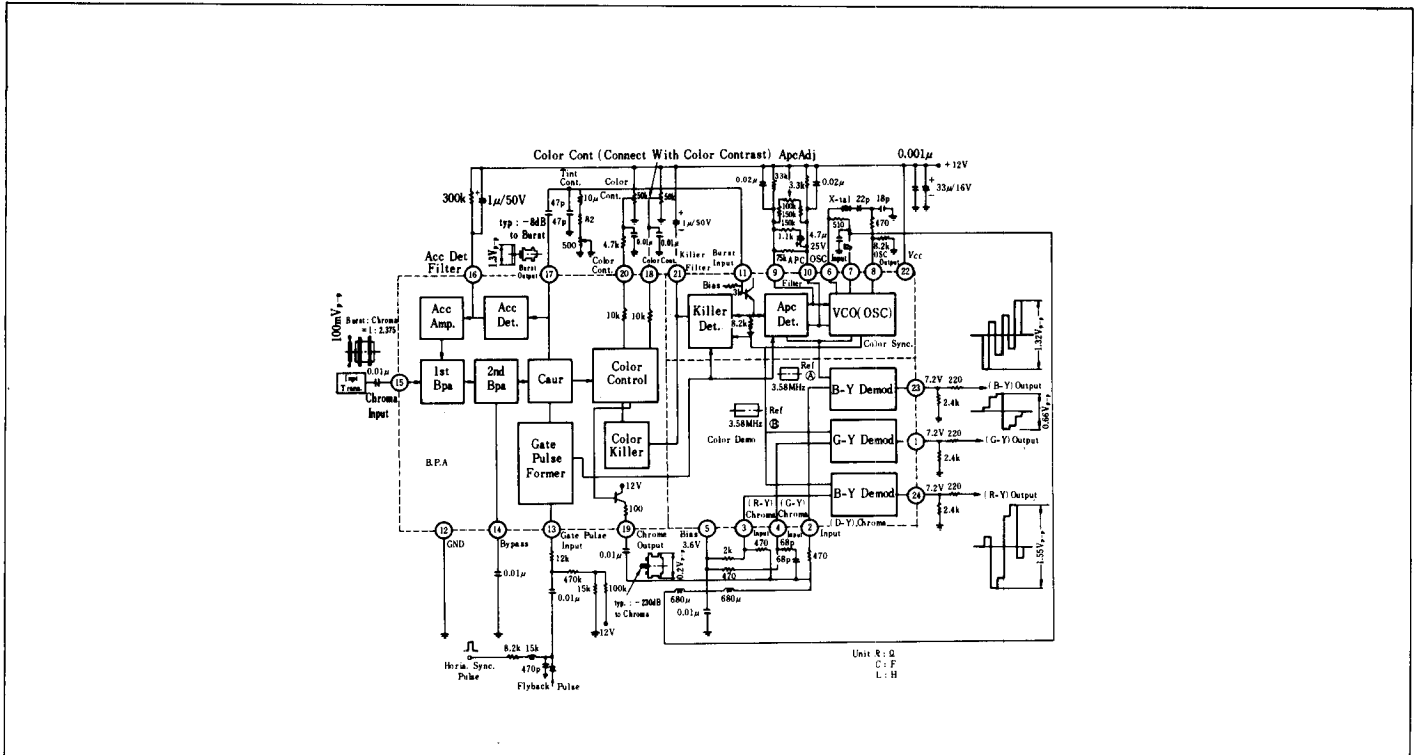 Color Cont (Connect With Color Contrast) ApcAdj
0.001μ
+12V
33μ/16V
300k
1μ/50V
Tint
Cont.
47p
47p
10μ
82
500
Color
Cont.
50k
50k
4.7k
0.01μ
0.01μ
1μ/50V
0.02μ
33k
3.3k
0.02μ
100k
150k
150k
1.1k
4.7μ
25V
75k
X-tal
22p
18p
510
470
8.2k
typ : −8dB
to Burst
1.3Vp-p
Burst
Output
Acc Det
Filter
Color
Cont.
Color Cont.
Killer
Filter
Burst
Input
APC
Filter
OSC
Input
OSC
Output
Vcc
16
17
20
18
21
11
9
10
6
7
8
22
Bias
3k
8.2k
10k
10k
100mVp-p
Burst : Chroma
= 1 : 2.375
0.01μ
15
Chroma
Input
Acc
Amp.
Acc
Det.
1st
Bpa
2nd
Bpa
Caur
Color
Control
Gate
Pulse
Former
Color
Killer
Killer
Det.
Apc
Det.
VCO(OSC)
Color Sync.
Ref
A
3.58MHz
Ref
B
3.58MHz
Color Demo
B-Y Demod
G-Y Demod
B-Y Demod
B.P.A
12V
100
23
7.2V
220
(B-Y) Output
2.4k
1
7.2V
220
(G-Y) Output
2.4k
24
7.2V
220
(R-Y) Output
2.4k
1.32Vp-p
0.66Vp-p
1.55Vp-p
(R-Y)
Chroma
Input
(G-Y)
Chroma
Input
(D-Y).Chroma
Input
12
GND
14
Bypass
13
Gate Pulse
Input
19
Chroma
Output
5
Bias
3.6V
3
4
2
0.01μ
12k
0.01μ
470k
15k
100k
12V
0.01μ
0.2Vp-p
typ. : −230dB
to Chroma
2k
470
470
68p
68p
470
680μ
680μ
0.01μ
8.2k
15k
470p
Horia. Sync.
Pulse
Flyback Pulse
Unit R : Ω
C : F
L : H